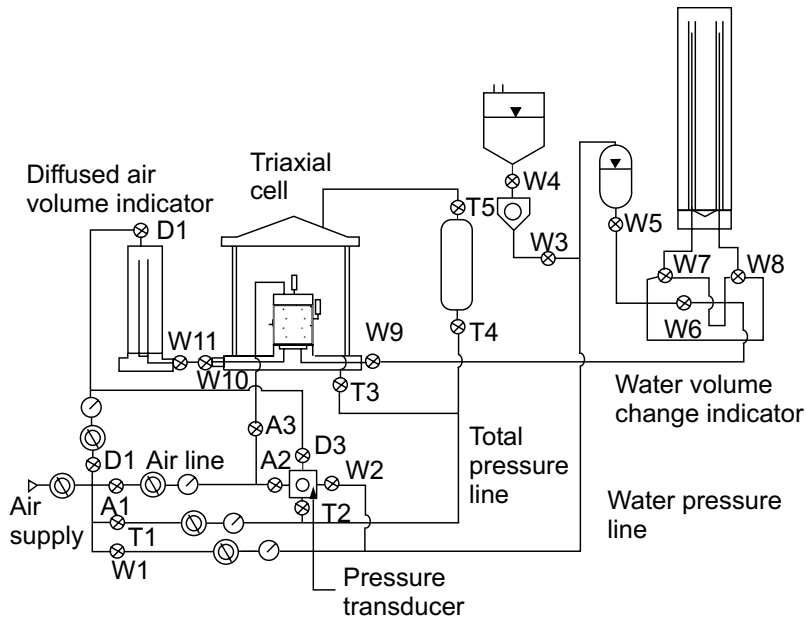 W4
T5
Triaxial
cell
Diffused air
volume indicator
D1
W5
W3
W7
W8
W11
W10
W9
T4
W6
T3
Water volume
change indicator
A3
D3
Total
pressure
line
D1
Air line
A2
W2
Air
supply
A1
T1
T2
Water pressure
line
W1
Pressure
transducer